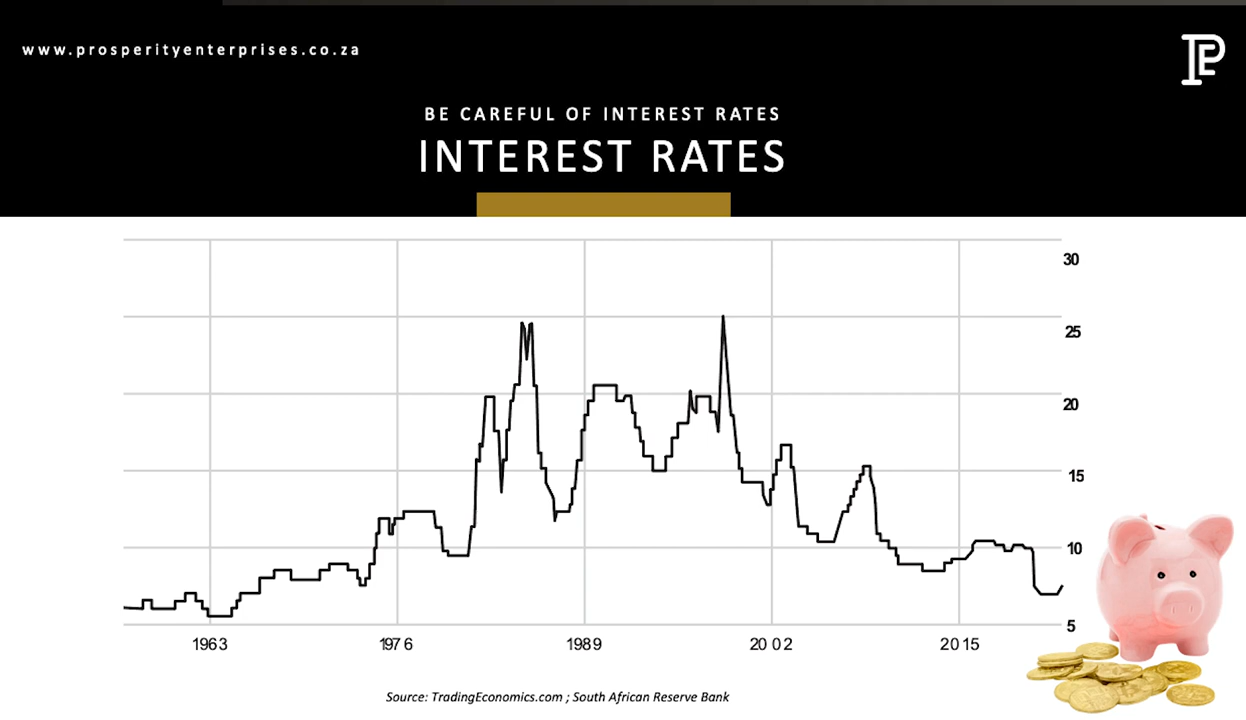 www.prosperityenterprises.co.za
BE CAREFUL OF INTEREST RATES
INTEREST RATES
30
25
20
15
10
5
1963 1976 1989 2002 2015
Source: TradingEconomics.com ; South African Reserve Bank